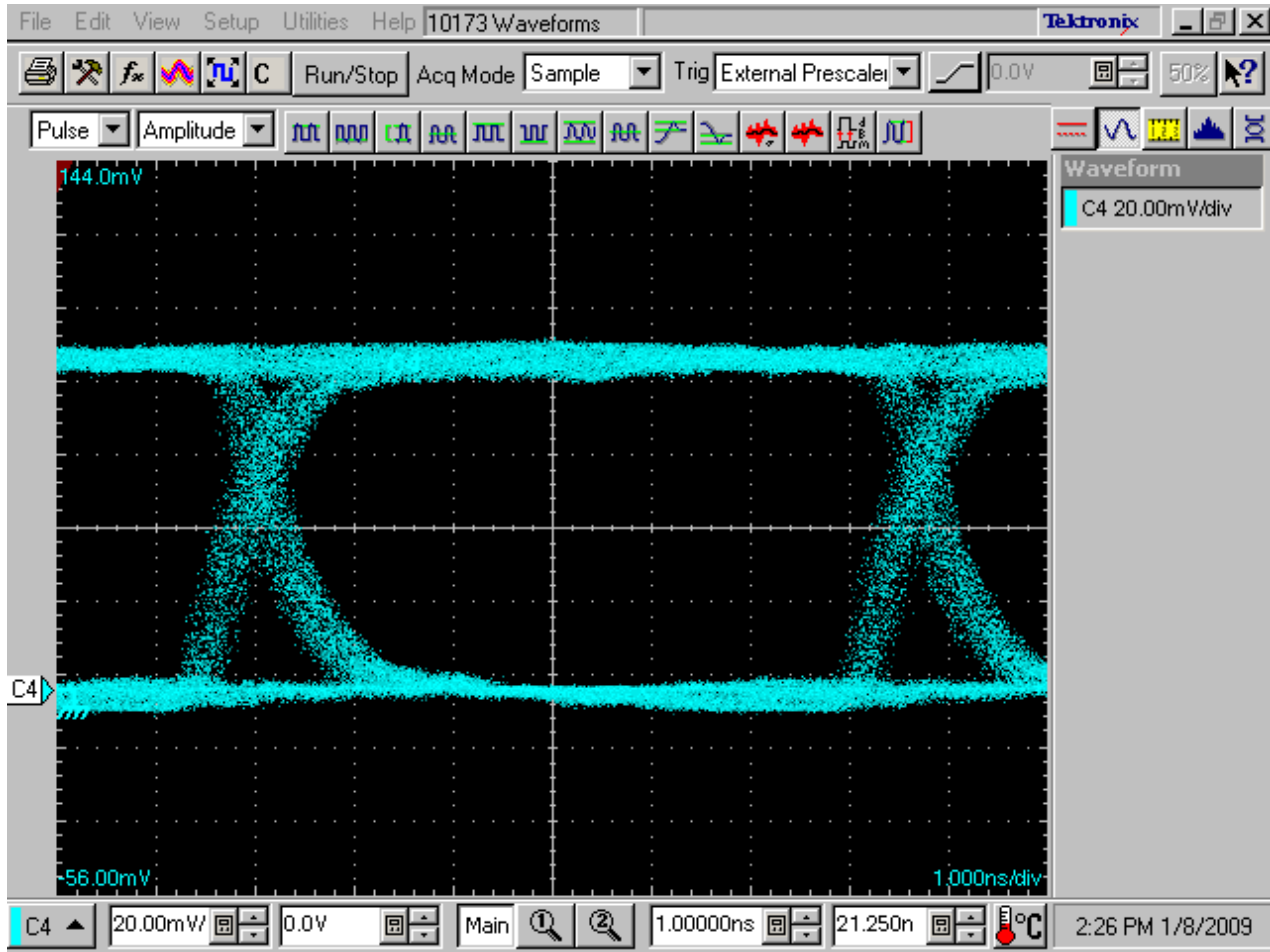 File Edit View Setup Utilities Help 10173 Waveforms Tektronix
Run/Stop Acq Mode Sample Trig External Prescaler 0.0V 50%
Pulse Amplitude
Waveform
144.0mV
C4 20.00mV/div
C4
-56.00mV 1.000ns/div
C4 20.00mV/ 0.0V Main 1 2 1.00000ns 21.250n °C 2:26 PM 1/8/2009